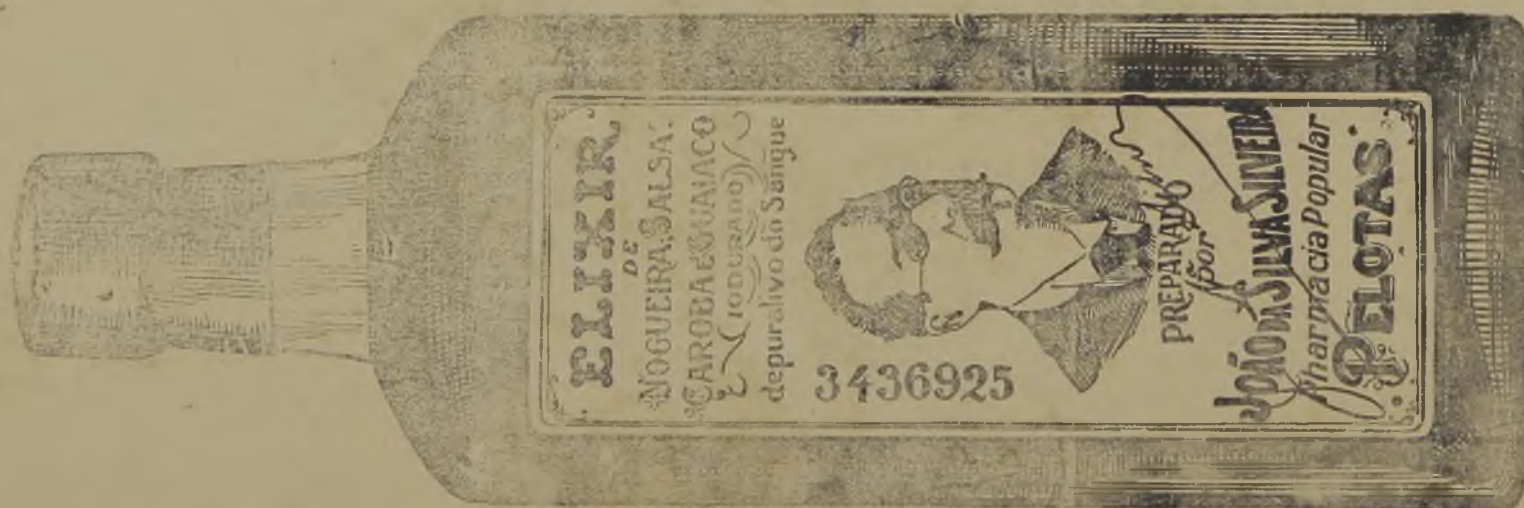 ELIXIR
DE
NOGUEIRA, SALSA,
CAROBA E GUAIACO
IODURADO
depurativo do Sangue
3436925
PREPARADO
por
JOÃO DA SILVA SILVEIRA
Pharmacia Popular
PELOTAS